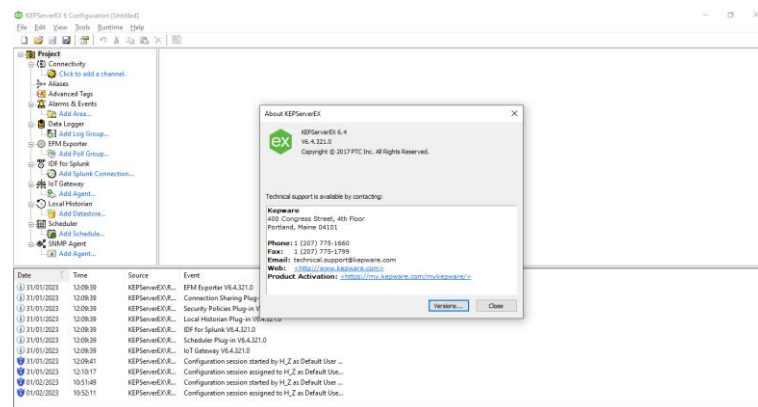 KEPServerEX 6 Configuration [Untitled]
File Edit View Tools Runtime Help
Project
Connectivity
Click to add a channel.
Aliases
Advanced Tags
Alarms & Events
Add Area...
Data Logger
Add Log Group...
EFM Exporter
Add Poll Group...
IDF for Splunk
Add Splunk Connection...
IoT Gateway
Add Agent...
Local Historian
Add Datastore...
Scheduler
Add Schedule...
SNMP Agent
Add Agent...
About KEPServerEX
ex
KEPServerEX 6.4
V6.4.321.0
Copyright © 2017 PTC Inc. All Rights Reserved.
Technical support is available by contacting:
Kepware
400 Congress Street, 4th Floor
Portland, Maine 04101
Phone: 1 (207) 775-1660
Fax: 1 (207) 775-1799
Email: technical.support@kepware.com
Web: <http://www.kepware.com>
Product Activation: <https://my.kepware.com/mykepware/>
Versions... Close
Date Time Source Event
31/01/2023 12:09:39 KEPServerEX\R... EFM Exporter V6.4.321.0
31/01/2023 12:09:39 KEPServerEX\R... Connection Sharing Plug-
31/01/2023 12:09:39 KEPServerEX\R... Security Policies Plug-in V
31/01/2023 12:09:39 KEPServerEX\R... Local Historian Plug-in V6.4.321.0
31/01/2023 12:09:39 KEPServerEX\R... IDF for Splunk V6.4.321.0
31/01/2023 12:09:39 KEPServerEX\R... Scheduler Plug-in V6.4.321.0
31/01/2023 12:09:39 KEPServerEX\R... IoT Gateway V6.4.321.0
31/01/2023 12:09:41 KEPServerEX\R... Configuration session started by H_Z as Default User ...
31/01/2023 12:10:17 KEPServerEX\R... Configuration session assigned to H_Z as Default Use...
01/02/2023 10:51:49 KEPServerEX\R... Configuration session started by H_Z as Default User ...
01/02/2023 10:52:11 KEPServerEX\R... Configuration session assigned to H_Z as Default Use...